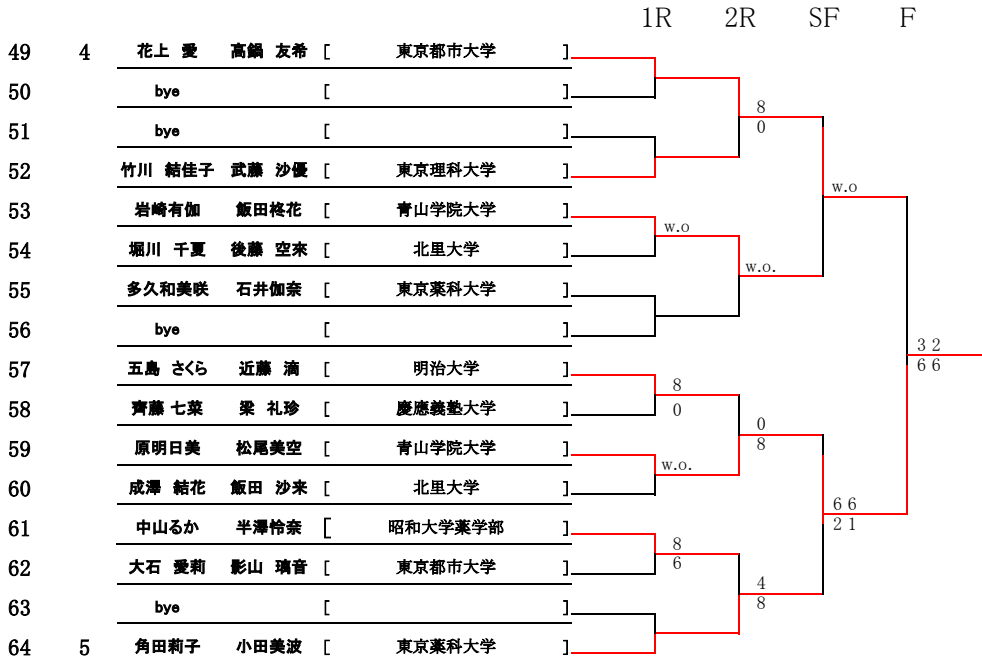 1R 2R SF F
49 4 花上 愛 高鍋 友希 [ 東京都市大学 ]
50 bye [ ]
8
0
51 bye [ ]
52 竹川 結佳子 武藤 沙優 [ 東京理科大学 ]
w.o
53 岩崎有伽 飯田柊花 [ 青山学院大学 ]
w.o
54 堀川 千夏 後藤 空来 [ 北里大学 ]
w.o.
55 多久和美咲 石井伽奈 [ 東京薬科大学 ]
56 bye [ ]
3 2
6 6
57 五島 さくら 近藤 滴 [ 明治大学 ]
8
0
58 齊藤 七菜 梁 礼珍 [ 慶應義塾大学 ]
0
8
59 原明日美 松尾美空 [ 青山学院大学 ]
w.o.
60 成澤 結花 飯田 沙来 [ 北里大学 ]
6 6
2 1
61 中山るか 半澤怜奈 [ 昭和大学薬学部 ]
8
6
62 大石 愛莉 影山 璃音 [ 東京都市大学 ]
4
8
63 bye [ ]
64 5 角田莉子 小田美波 [ 東京薬科大学 ]